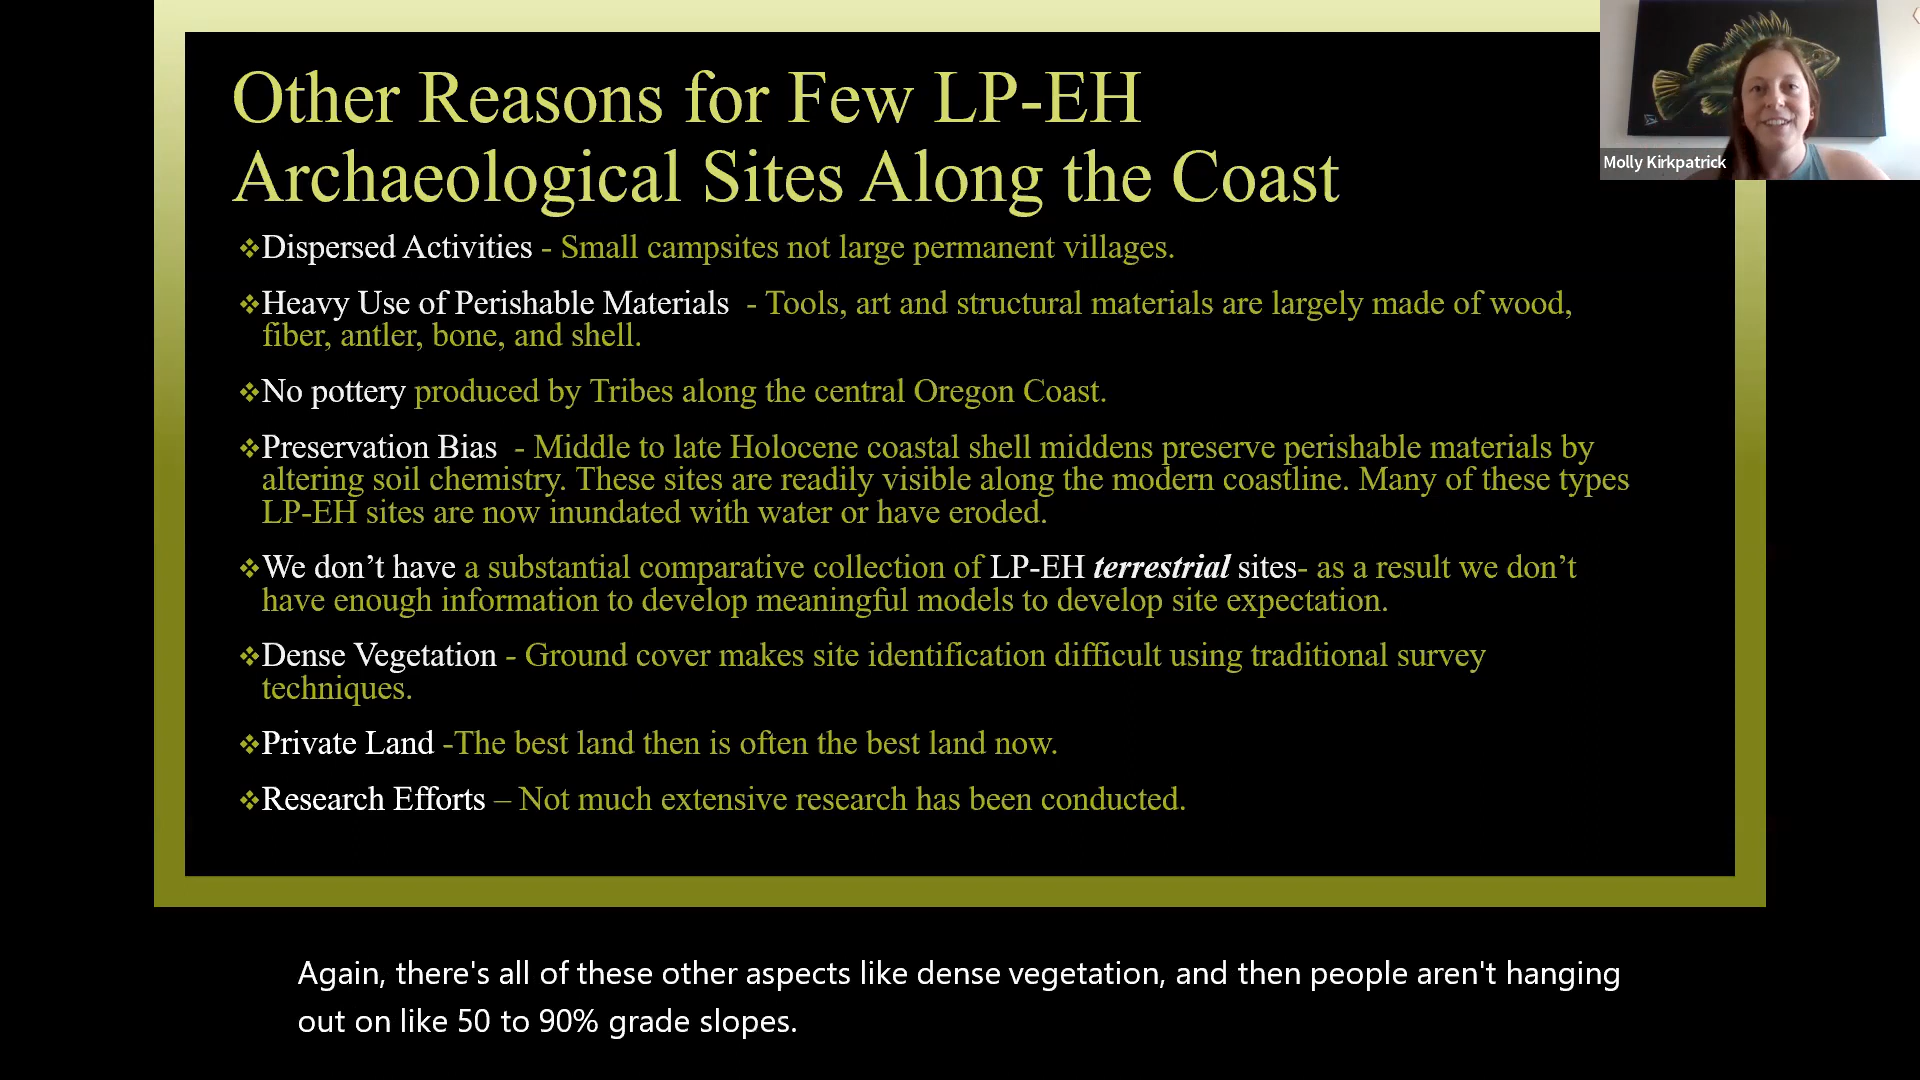 Other Reasons for Few LP-EH
Archaeological Sites Along the Coast
Molly Kirkpatrick
❖Dispersed Activities - Small campsites not large permanent villages.
❖Heavy Use of Perishable Materials - Tools, art and structural materials are largely made of wood,
fiber, antler, bone, and shell.
❖No pottery produced by Tribes along the central Oregon Coast.
❖Preservation Bias - Middle to late Holocene coastal shell middens preserve perishable materials by
altering soil chemistry. These sites are readily visible along the modern coastline. Many of these types
LP-EH sites are now inundated with water or have eroded.
❖We don’t have a substantial comparative collection of LP-EH terrestrial sites- as a result we don’t
have enough information to develop meaningful models to develop site expectation.
❖Dense Vegetation - Ground cover makes site identification difficult using traditional survey
techniques.
❖Private Land -The best land then is often the best land now.
❖Research Efforts – Not much extensive research has been conducted.
Again, there's all of these other aspects like dense vegetation, and then people aren't hanging
out on like 50 to 90% grade slopes.